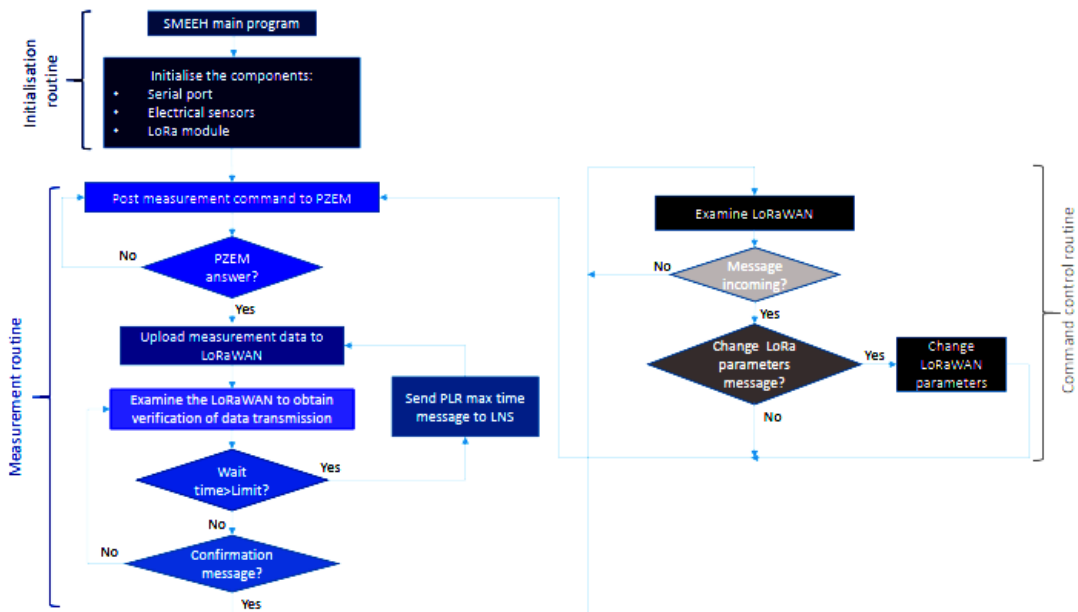 SMEEH main program
Initialisation
routine
Initialise the components:
• Serial port
• Electrical sensors
• LoRa module
Measurement routine
Post measurement command to PZEM
No
PZEM
answer?
Yes
Upload measurement data to
LoRaWAN
Examine the LoRaWAN to obtain
verification of data transmission
Send PLR max time
message to LNS
Wait
time>Limit?
Yes
No
No
Confirmation
message?
Yes
Command control routine
Examine LoRaWAN
No
Message
incoming?
Yes
Change LoRa
parameters
message?
Yes
Change
LoRaWAN
parameters
No